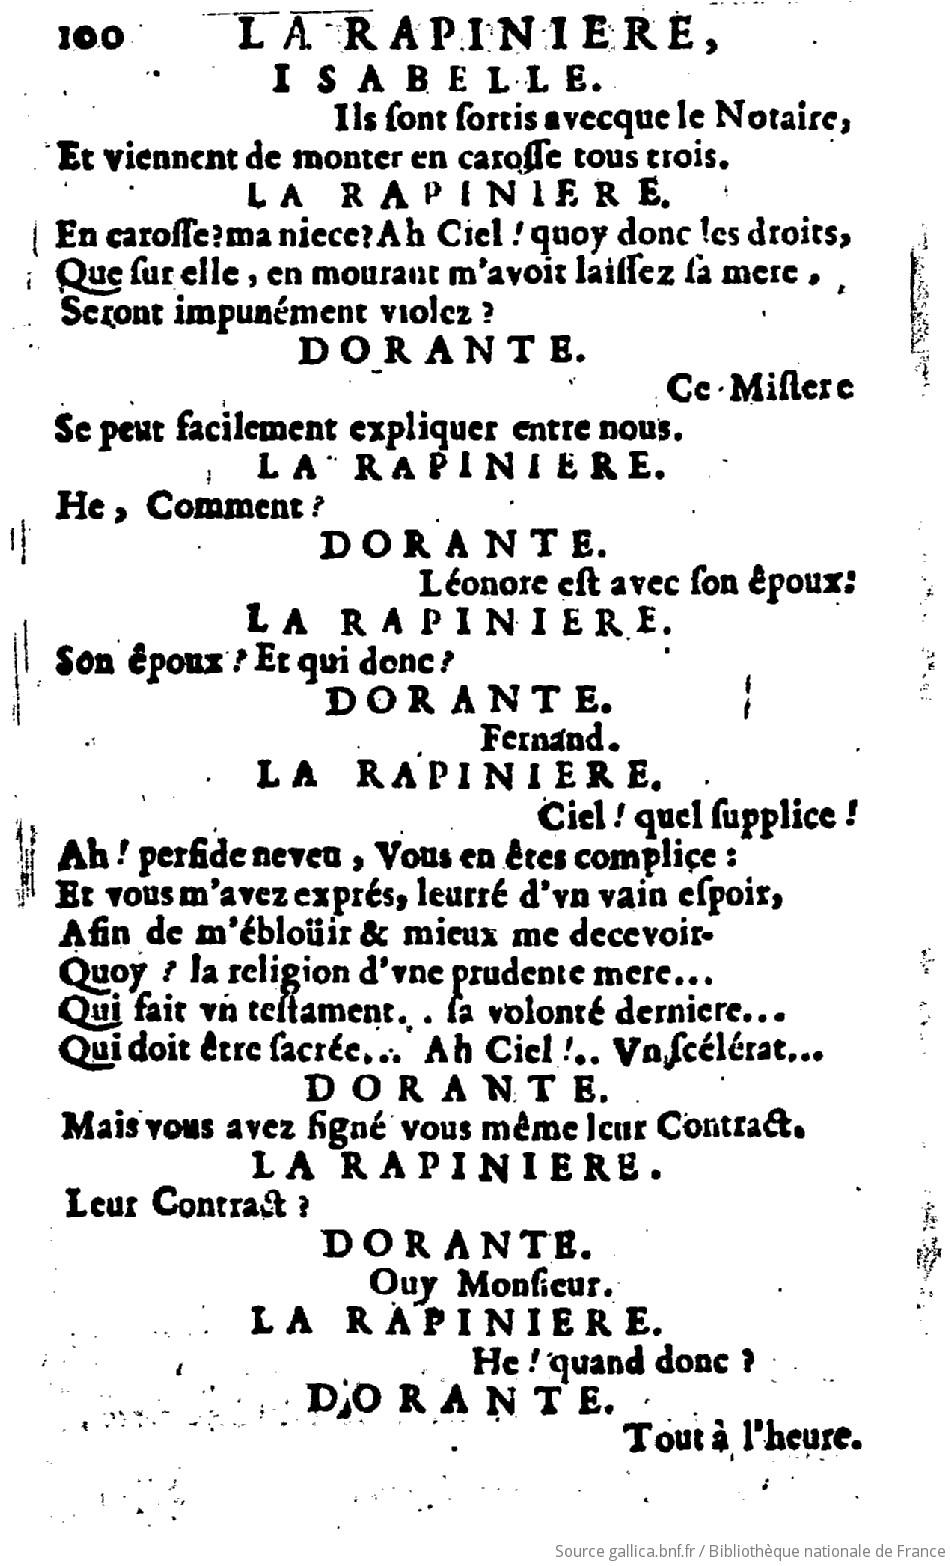 100 LA RAPINIERE,
ISABELLE.
Ils ſont ſortis avecque le Notaire,
Et viennent de monter en caroſſe tous trois.
LA RAPINIERE.
En caroſſe? ma niece? Ah Ciel! quoy donc les droits,
Que ſur elle, en mourant m'avoit laiſſez ſa mere,
Seront impunément violez?
DORANTE.
Ce Miſtere
Se peut facilement expliquer entre nous.
LA RAPINIERE.
He, Comment?
DORANTE.
Léonore eſt avec ſon êpoux:
LA RAPINIERE.
Son êpoux? Et qui donc?
DORANTE.
Fernand.
LA RAPINIERE.
Ciel! quel ſupplice!
Ah! perfide neveu, Vous en êtes complice:
Et vous m'avez exprés, leurré d'vn vain eſpoir,
Afin de m'ébloüir & mieux me decevoir.
Quoy? la religion d'vne prudente mere...
Qui fait vn teſtament... ſa volonté derniere...
Qui doit être ſacrée... Ah Ciel!... Vn ſcélérat...
DORANTE.
Mais vous avez ſigné vous même leur Contract.
LA RAPINIERE.
Leur Contract?
DORANTE.
Ouy Monſieur.
LA RAPINIERE.
He! quand donc?
DORANTE.
Tout à l'heure.
Source gallica.bnf.fr / Bibliothèque nationale de France